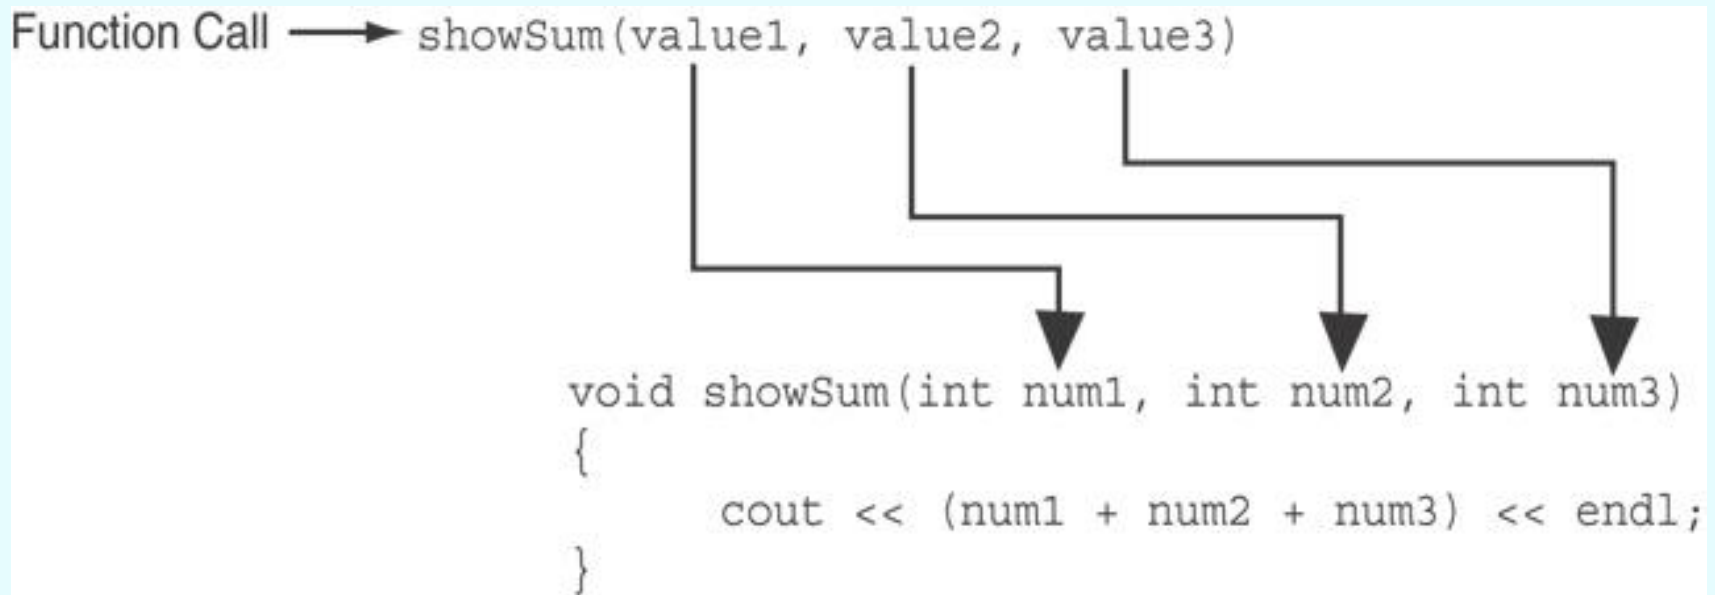 Function Call showSum(value1, value2, value3)
void showSum(int num1, int num2, int num3)
{
cout << (num1 + num2 + num3) << endl;
}